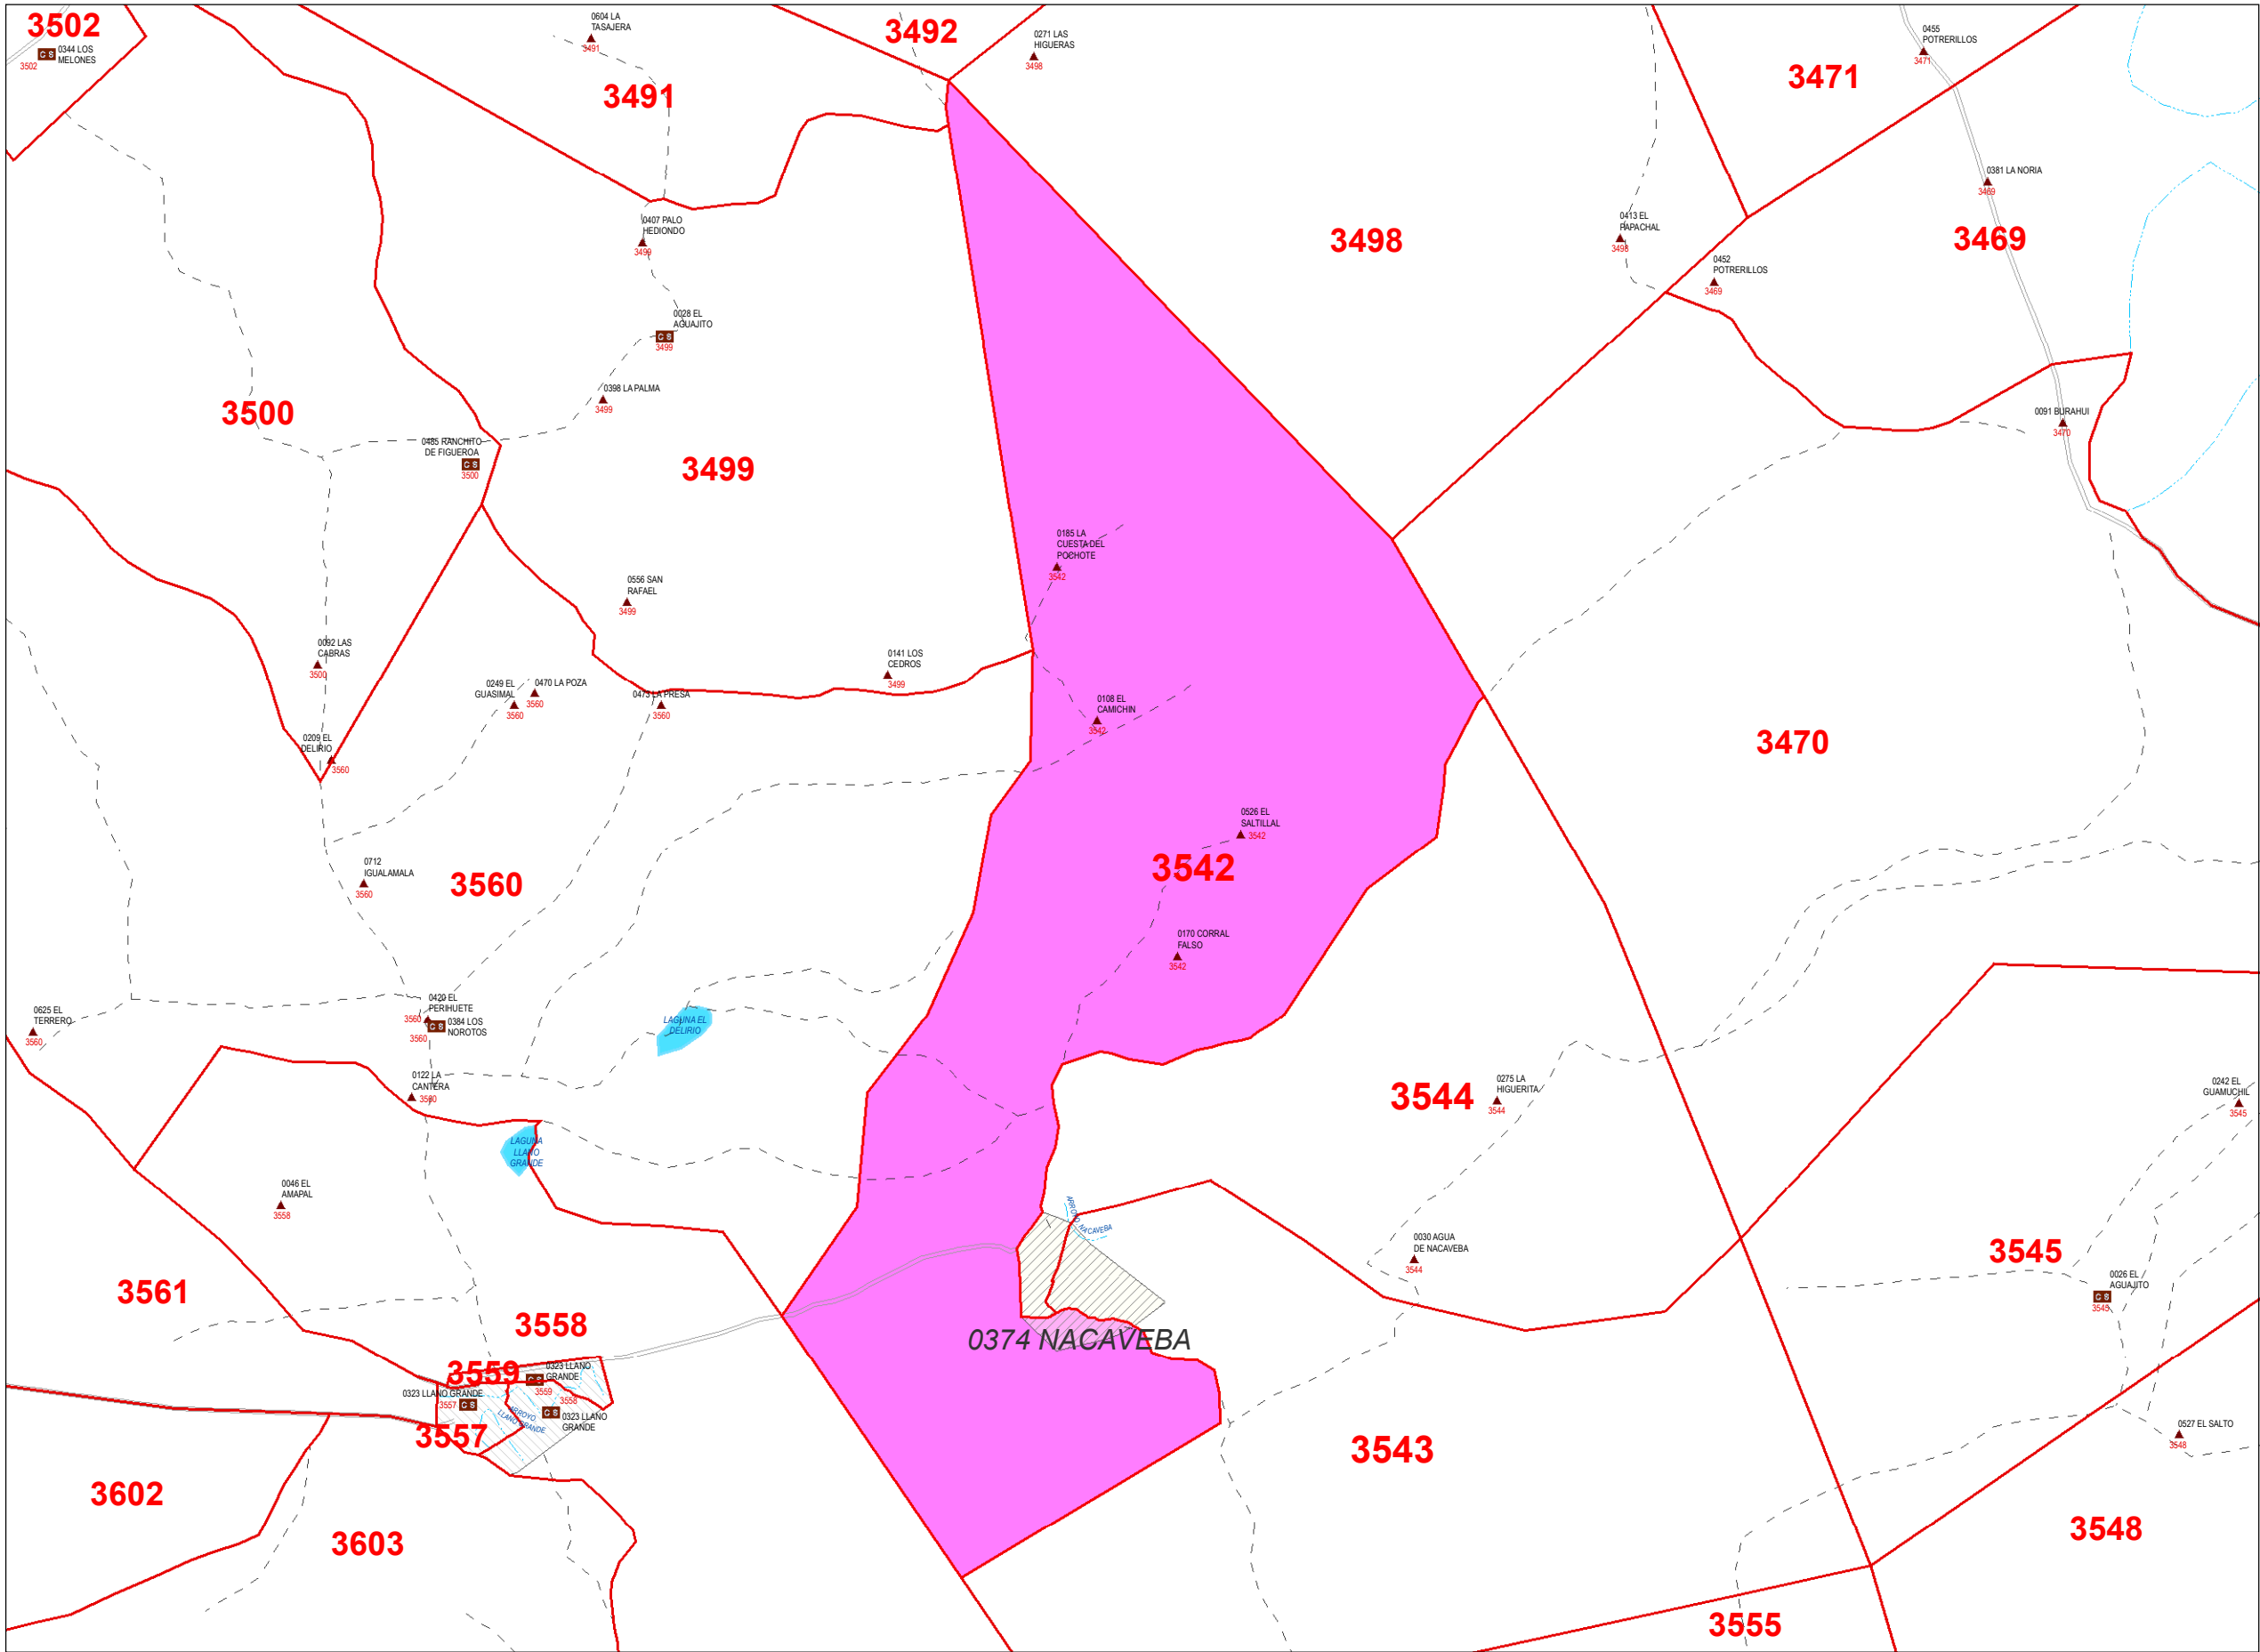 3502
0344 LOS
MELONES
C S
3502
0604 LA
TASAJERA
3491
3491
3492
0271 LAS
HIGUERAS
3498
3471
0455
POTRERILLOS
3471
0381 LA NORIA
3469
3469
0407 PALO
HEDIONDO
3499
3498
0413 EL
PAPACHAL
3498
0452
POTRERILLOS
3469
0028 EL
AGUAJITO
C S
3499
0398 LA PALMA
3499
3500
0485 RANCHITO
DE FIGUEROA
C S
3500
3499
0091 BURAHUI
3470
0185 LA
CUESTA DEL
POCHOTE
3542
0556 SAN
RAFAEL
3499
0092 LAS
CABRAS
3500
0141 LOS
CEDROS
3499
0249 EL
GUASIMAL
3560
0470 LA POZA
3560
0473 LA PRESA
3560
0108 EL
CAMICHIN
3542
0209 EL
DELIRIO
3560
3470
0526 EL
SALTILLAL
3542
3542
0712
IGUALAMALA
3560
3560
0170 CORRAL
FALSO
3542
0625 EL
TERRERO
3560
0420 EL
PERIHUETE
3560
C S
0384 LOS
NOROTOS
3560
LAGUNA EL
DELIRIO
0122 LA
CANTERA
3560
3544
0275 LA
HIGUERITA
3544
0242 EL
GUAMUCHIL
3545
LAGUNA
LLANO
GRANDE
0046 EL
AMAPAL
3558
ARROYO NACAVEBA
0030 AGUA
DE NACAVEBA
3544
3545
0026 EL
AGUAJITO
C S
3545
3561
3558
0374 NACAVEBA
3559
0323 LLANO
GRANDE
C S
3559
3558
0323 LLANO GRANDE
3557
C S
C S
0323 LLANO
GRANDE
ARROYO
LLANO GRANDE
3557
3543
0527 EL SALTO
3548
3602
3603
3548
3555